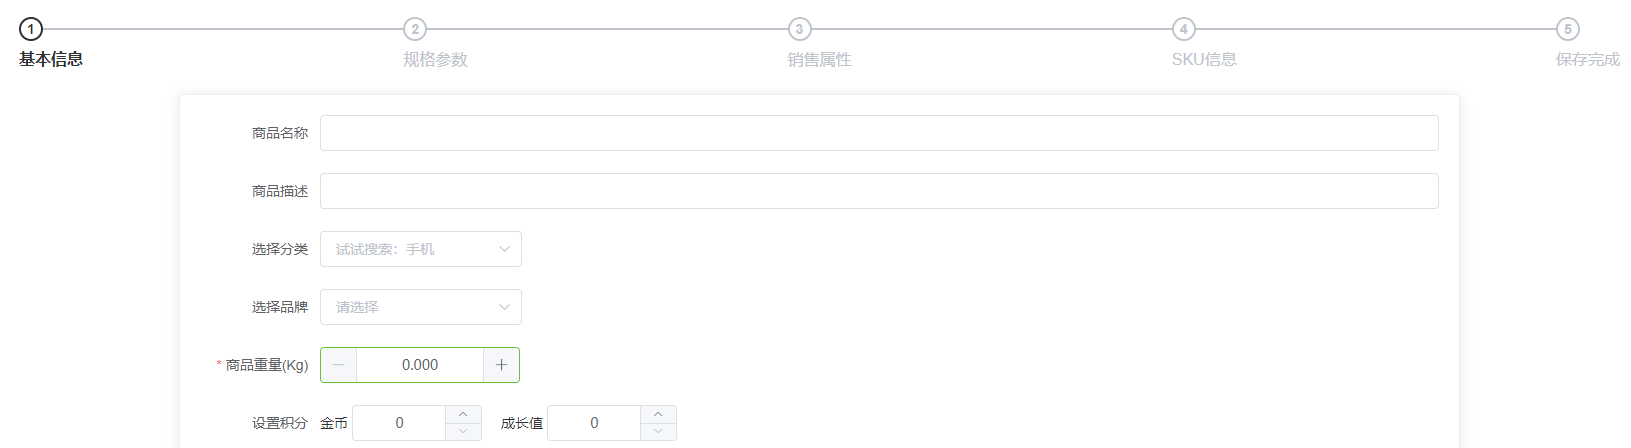 1 2 3 4 5
基本信息 规格参数 销售属性 SKU信息 保存完成
商品名称
商品描述
选择分类 试试搜索：手机
选择品牌 请选择
* 商品重量(Kg) 0.000
设置积分 金币 0 成长值 0